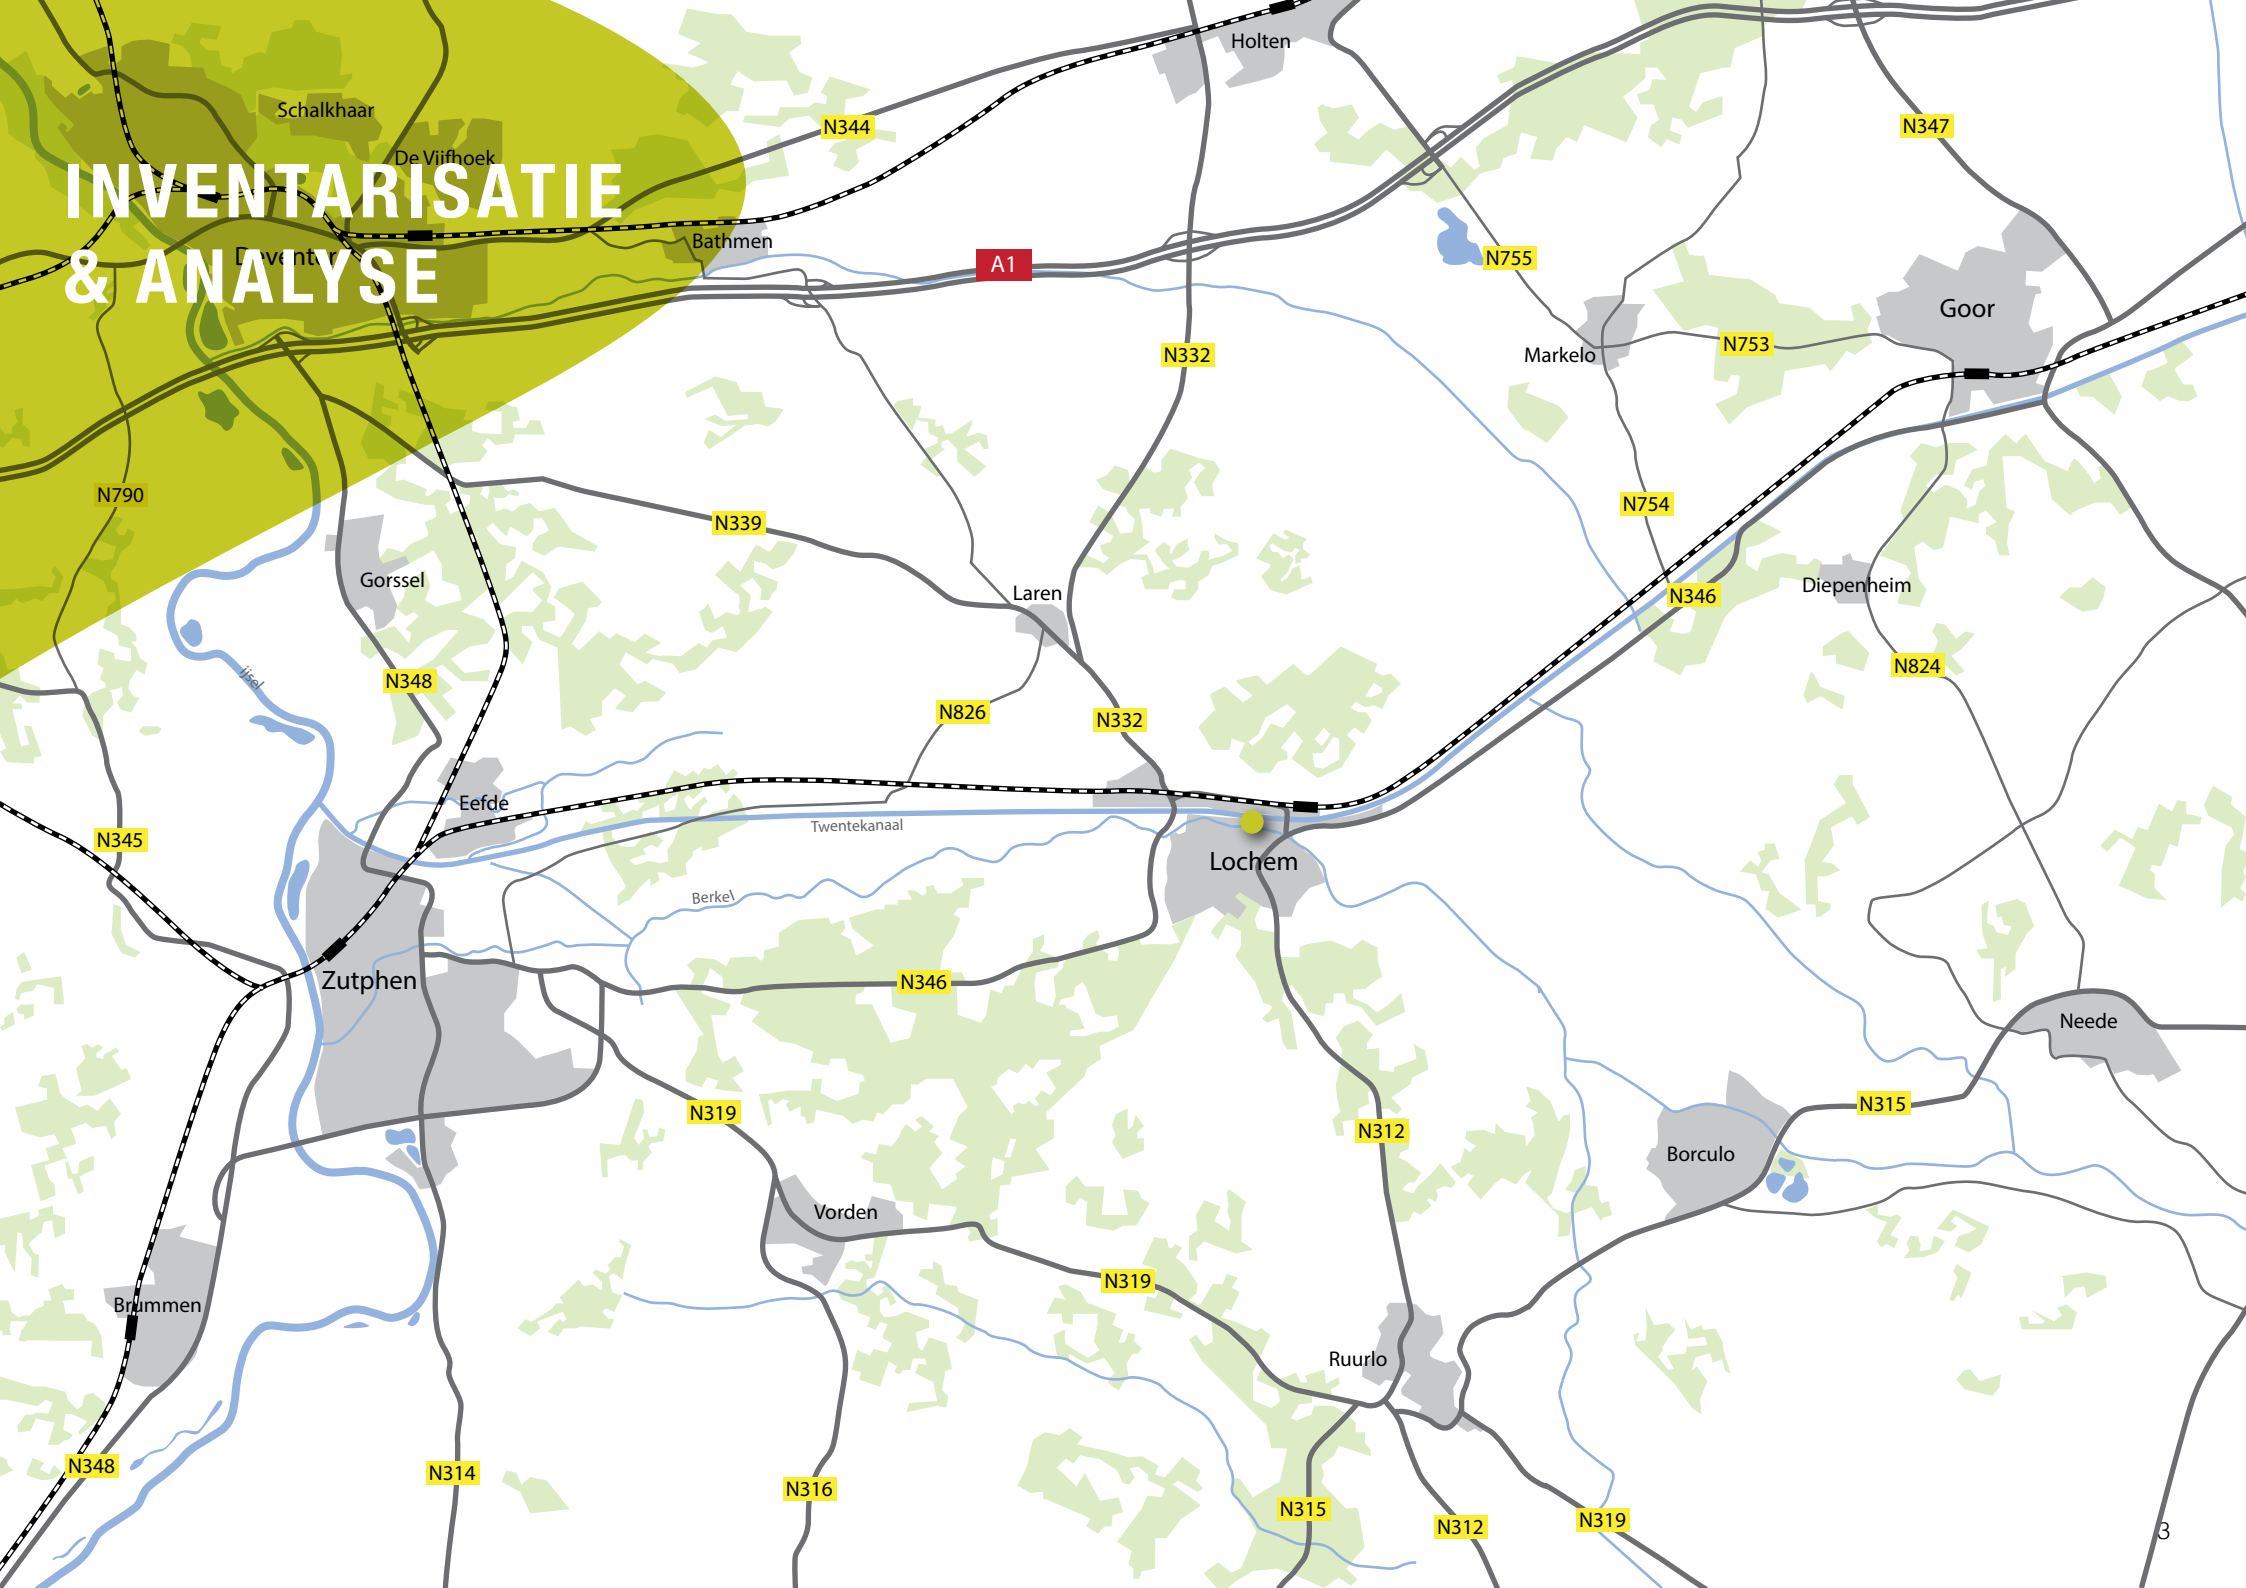 Holten
Schalkhaar
N344
N347
De Vijfhoek
INVENTARISATIE
Bathmen
Deventer
& ANALYSE
A1
N755
Goor
N332
Markelo
N753
N790
N339
N754
Gorssel
Laren
N346
Diepenheim
ijsel
N348
N824
N826
N332
Eefde
Twentekanaal
N345
Lochem
Berkel
Zutphen
N346
Neede
N319
N315
N312
Borculo
Vorden
N319
Brummen
Ruurlo
N348
N314
N316
N315
N312
N319
3